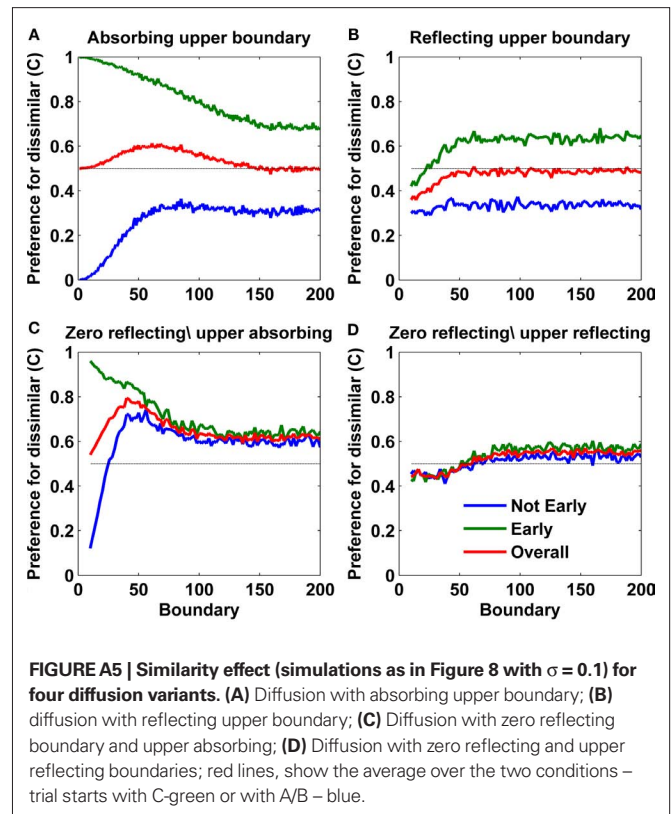 A Absorbing upper boundary
Preference for dissimilar (C)
1
0.8
0.6
0.4
0.2
0
0 50 100 150 200
B Reflecting upper boundary
Preference for dissimilar (C)
1
0.8
0.6
0.4
0.2
0
0 50 100 150 200
C Zero reflecting\ upper absorbing
Preference for dissimilar (C)
1
0.8
0.6
0.4
0.2
0
0 50 100 150 200
Boundary
D Zero reflecting\ upper reflecting
Preference for dissimilar (C)
1
0.8
0.6
0.4
0.2
0
Not Early
Early
Overall
0 50 100 150 200
Boundary
FIGURE A5 | Similarity effect (simulations as in Figure 8 with σ = 0.1) for
four diffusion variants. (A) Diffusion with absorbing upper boundary; (B)
diffusion with reflecting upper boundary; (C) Diffusion with zero reflecting
boundary and upper absorbing; (D) Diffusion with zero reflecting and upper
reflecting boundaries; red lines, show the average over the two conditions –
trial starts with C-green or with A/B – blue.